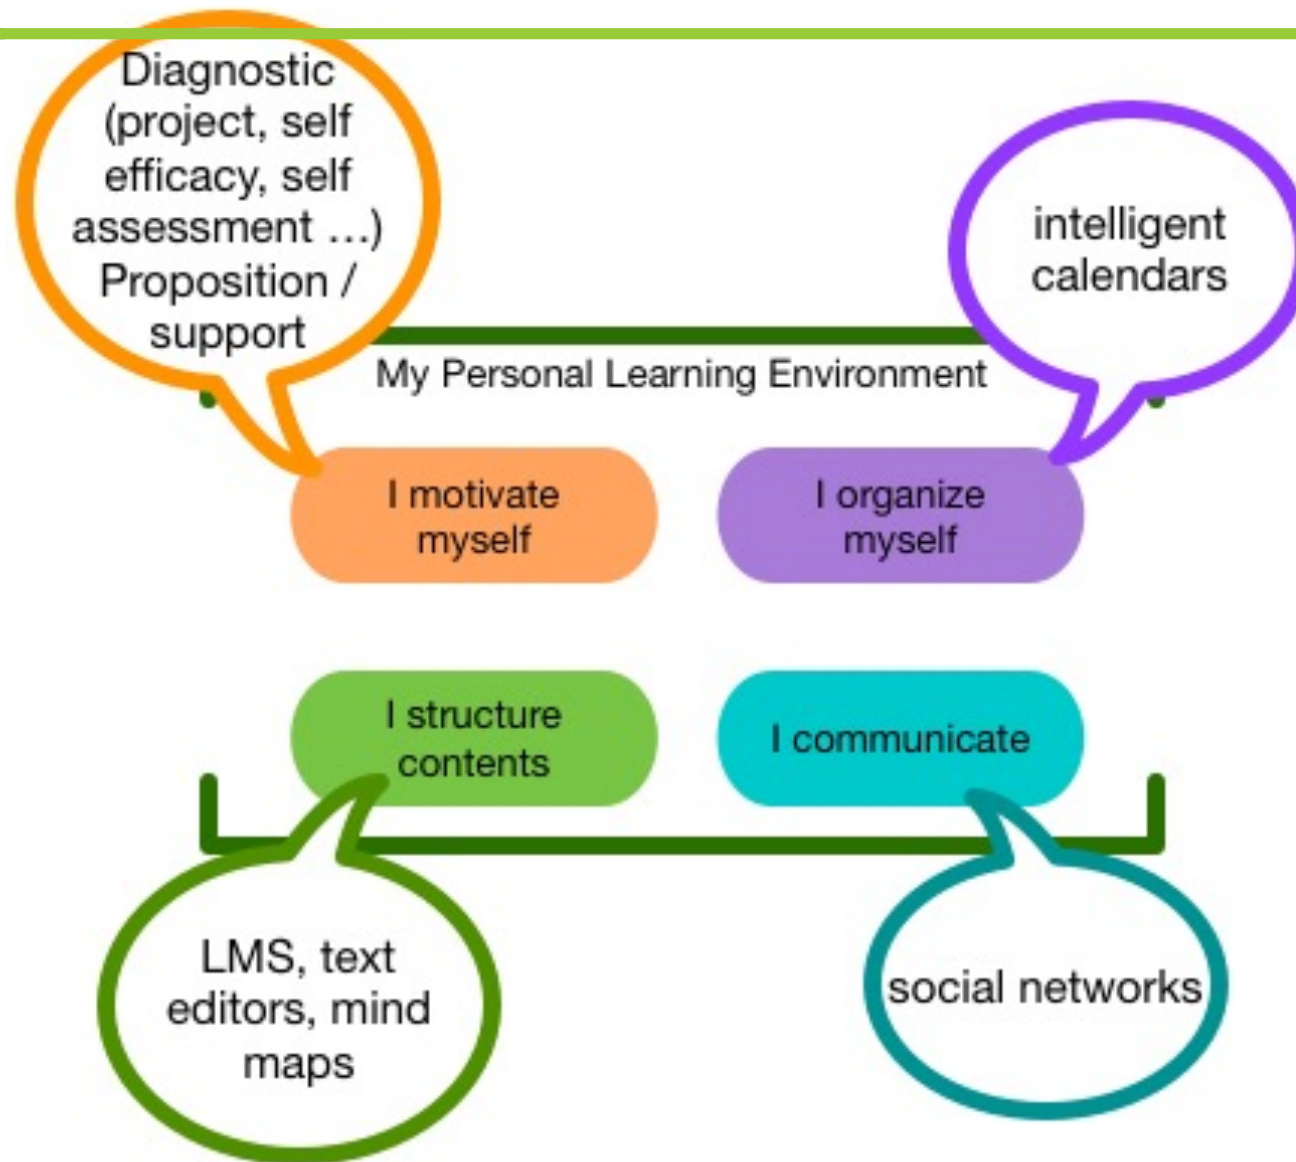 Diagnostic
(project, self
efficacy, self
assessment ...)
Proposition /
support
intelligent
calendars
My Personal Learning Environment
I motivate
myself
I organize
myself
I structure
contents
I communicate
LMS, text
editors, mind
maps
social networks